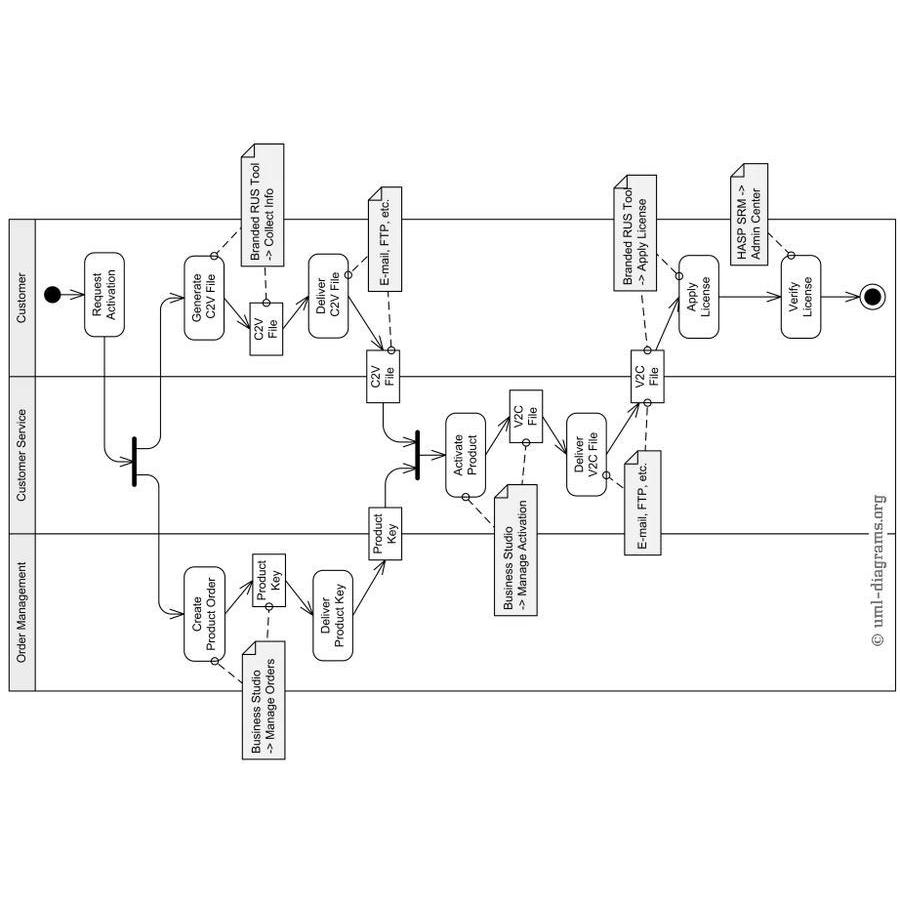 Customer
Customer Service
Order Management
Request
Activation
Generate
C2V File
Branded RUS Tool
-> Collect Info
C2V
File
Deliver
C2V File
E-mail, FTP, etc.
C2V
File
Create
Product Order
Business Studio
-> Manage Orders
Product
Key
Deliver
Product Key
Product
Key
Activate
Product
Business Studio
-> Manage Activation
V2C
File
Deliver
V2C File
E-mail, FTP, etc.
V2C
File
Branded RUS Tool
-> Apply License
Apply
License
HASP SRM ->
Admin Center
Verify
License
© uml-diagrams.org